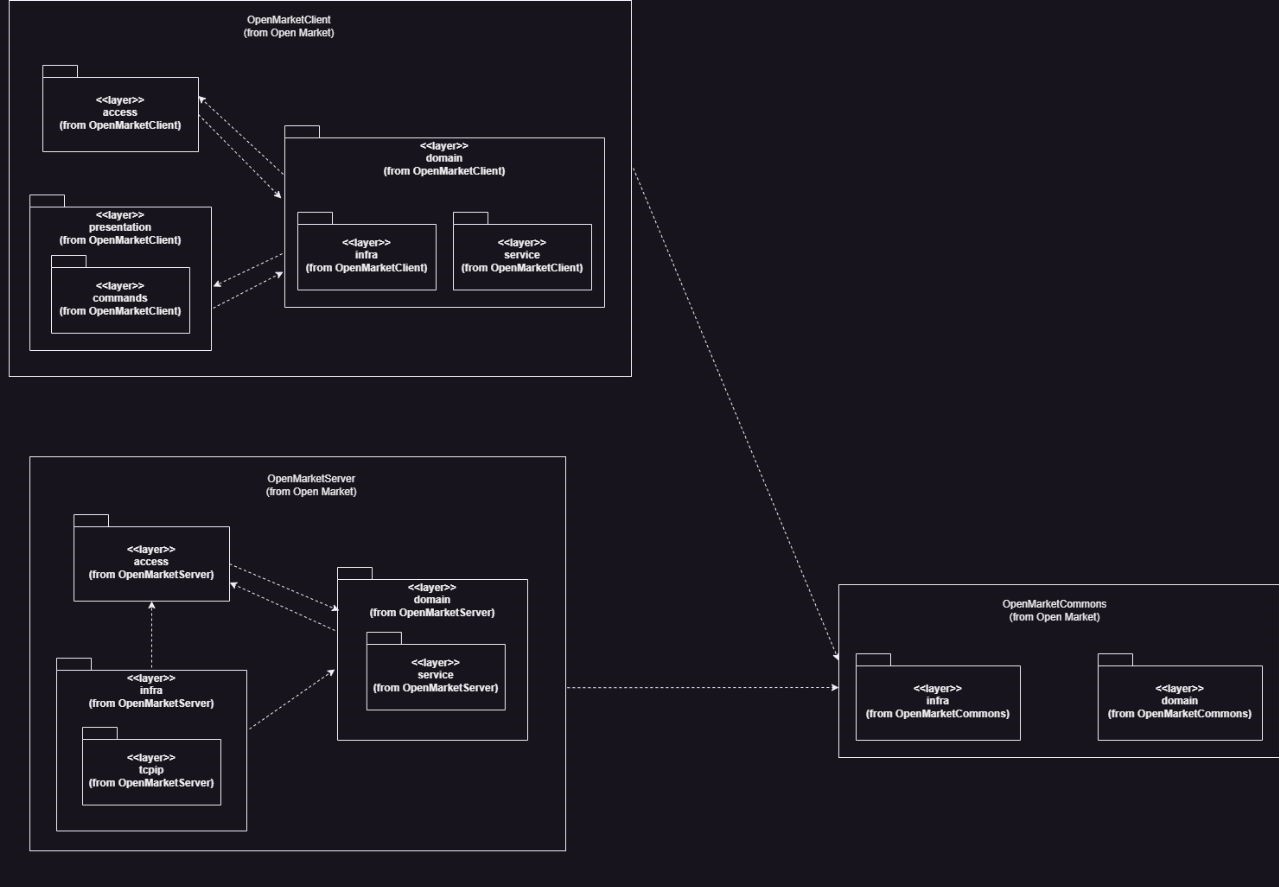 OpenMarketClient
(from Open Market)
<<layer>>
access
(from OpenMarketClient)
<<layer>>
domain
(from OpenMarketClient)
<<layer>>
presentation
(from OpenMarketClient)
<<layer>>
infra
(from OpenMarketClient)
<<layer>>
service
(from OpenMarketClient)
<<layer>>
commands
(from OpenMarketClient)
OpenMarketServer
(from Open Market)
<<layer>>
access
(from OpenMarketServer)
<<layer>>
domain
(from OpenMarketServer)
<<layer>>
service
(from OpenMarketServer)
<<layer>>
infra
(from OpenMarketServer)
<<layer>>
tcpip
(from OpenMarketServer)
OpenMarketCommons
(from Open Market)
<<layer>>
infra
(from OpenMarketCommons)
<<layer>>
domain
(from OpenMarketCommons)